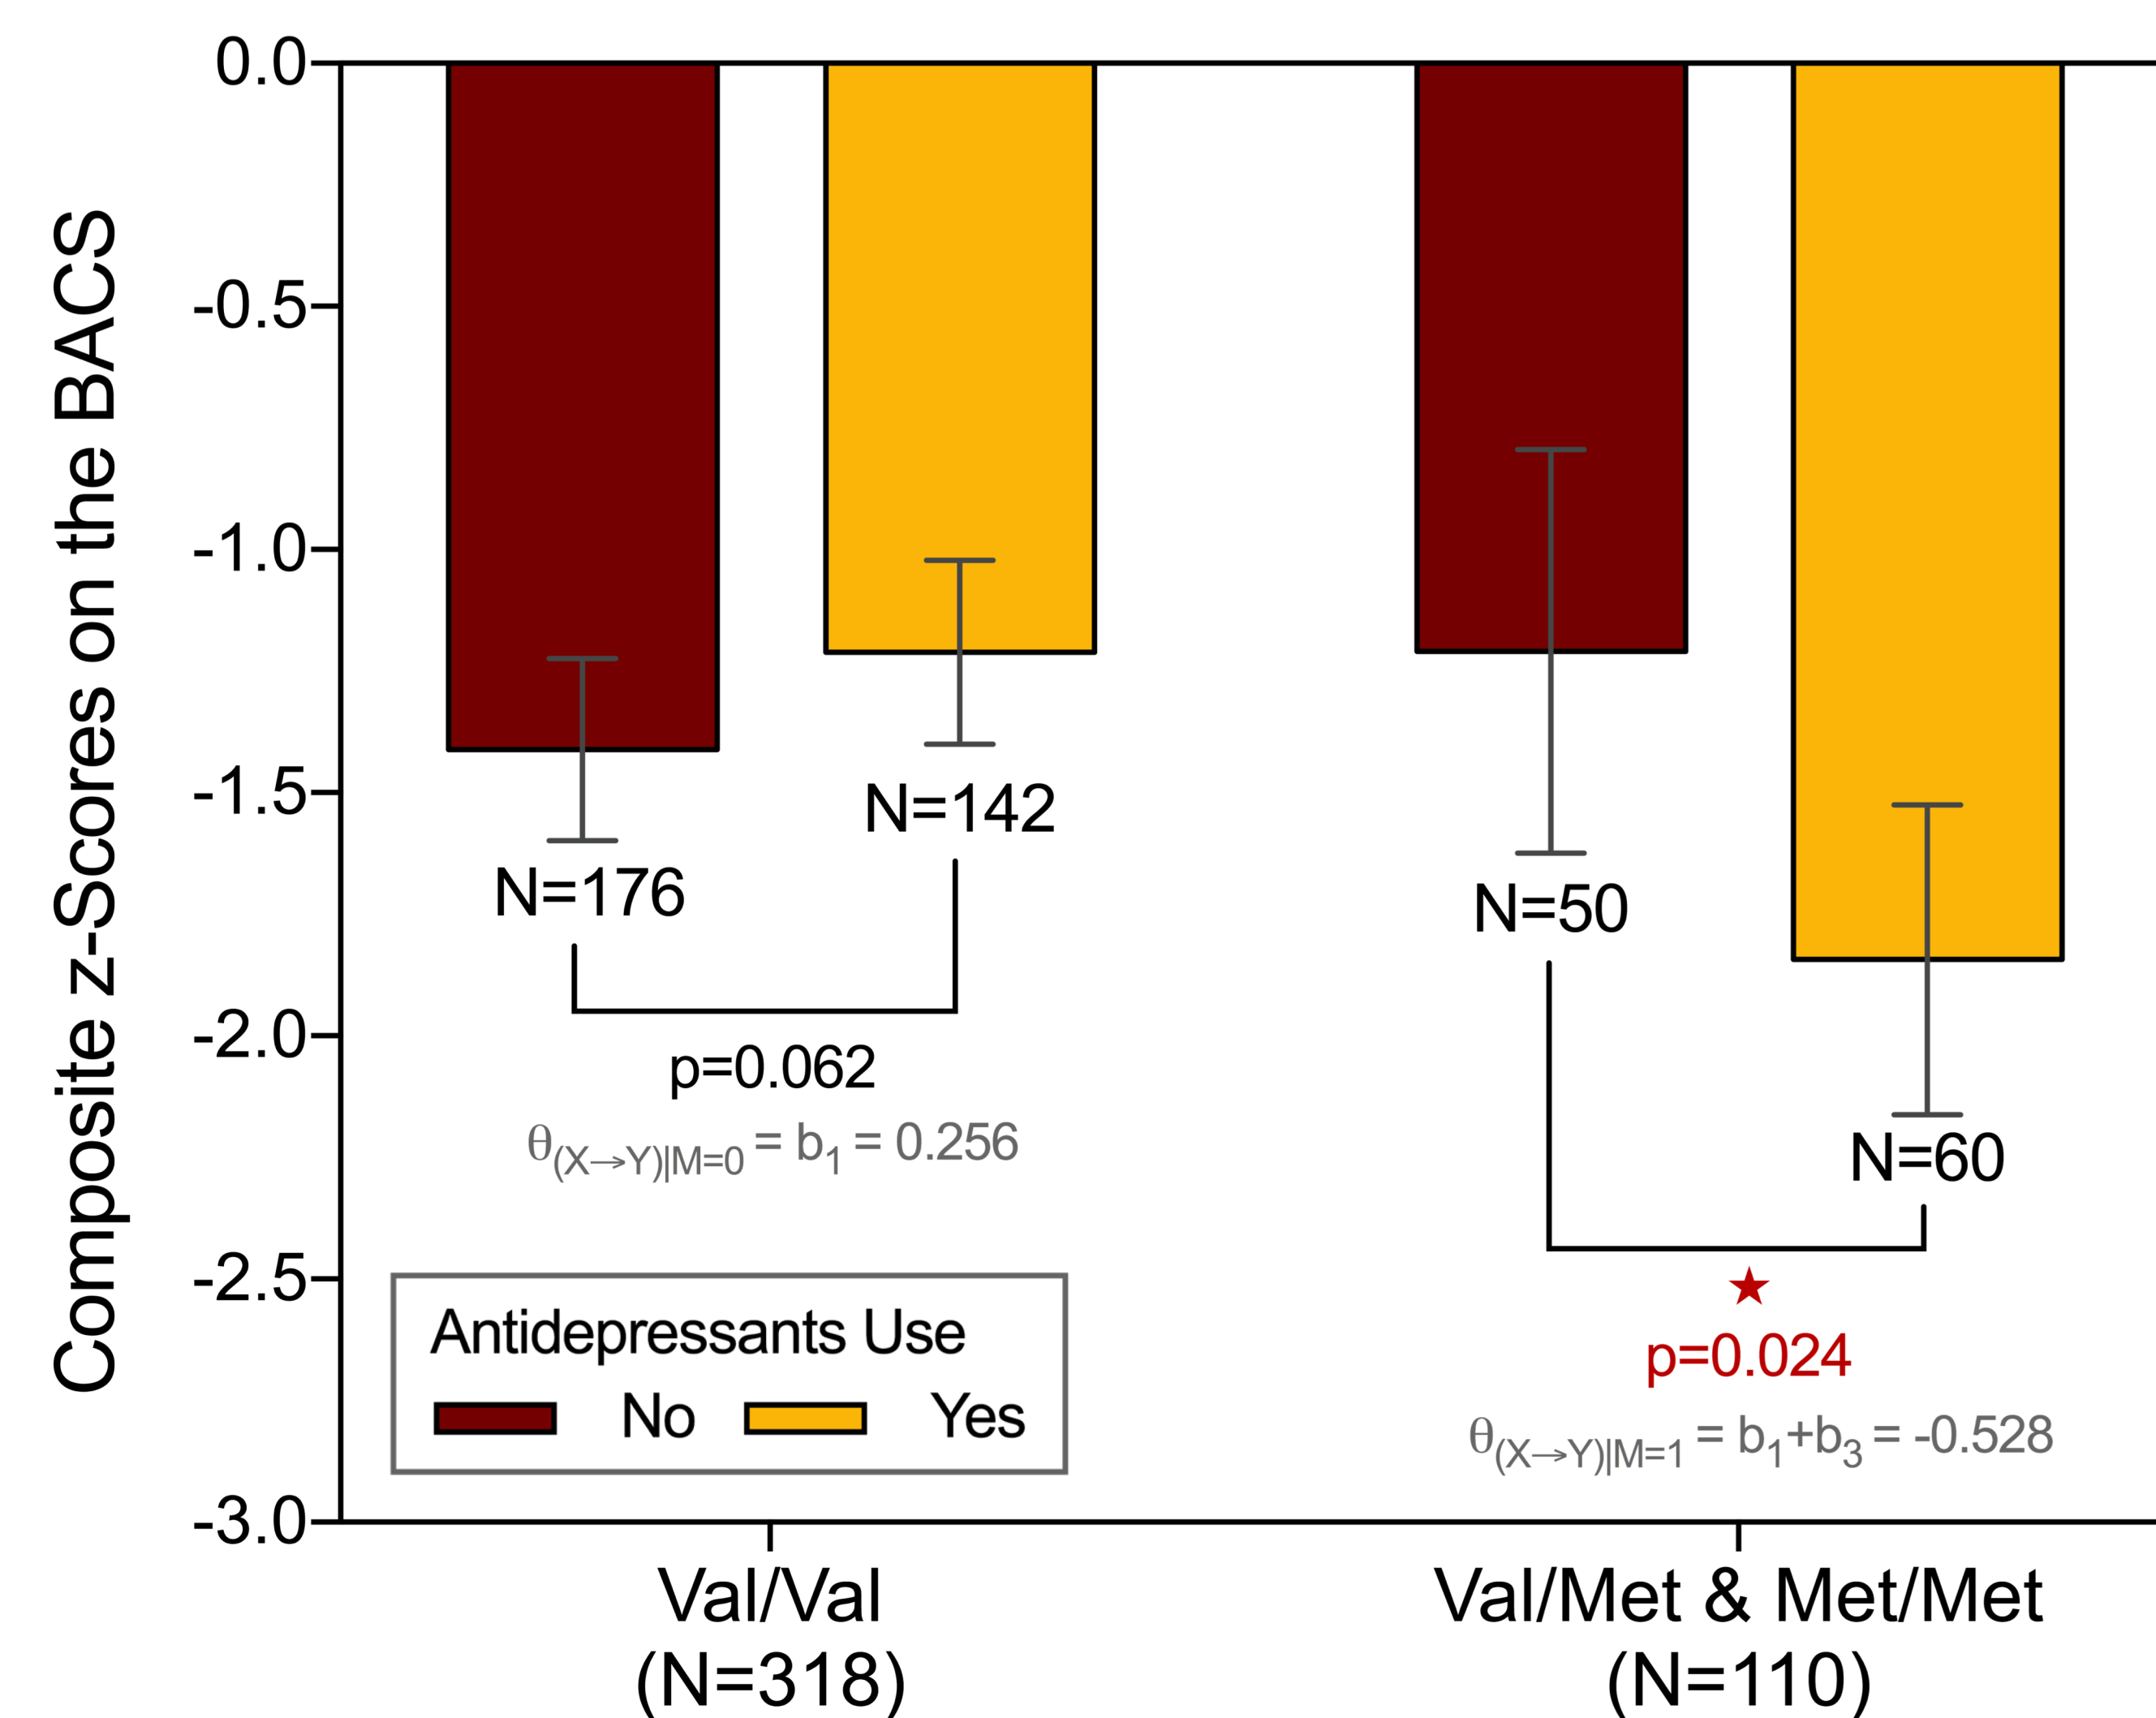 Composite z-Scores on the BACS
0.0
-0.5
-1.0
-1.5
-2.0
-2.5
-3.0
N=176
N=142
p=0.062
θ(X→Y)|M=0 = b1 = 0.256
N=50
N=60
★
p=0.024
θ(X→Y)|M=1 = b1+b3 = -0.528
Antidepressants Use
No Yes
Val/Val
(N=318)
Val/Met & Met/Met
(N=110)